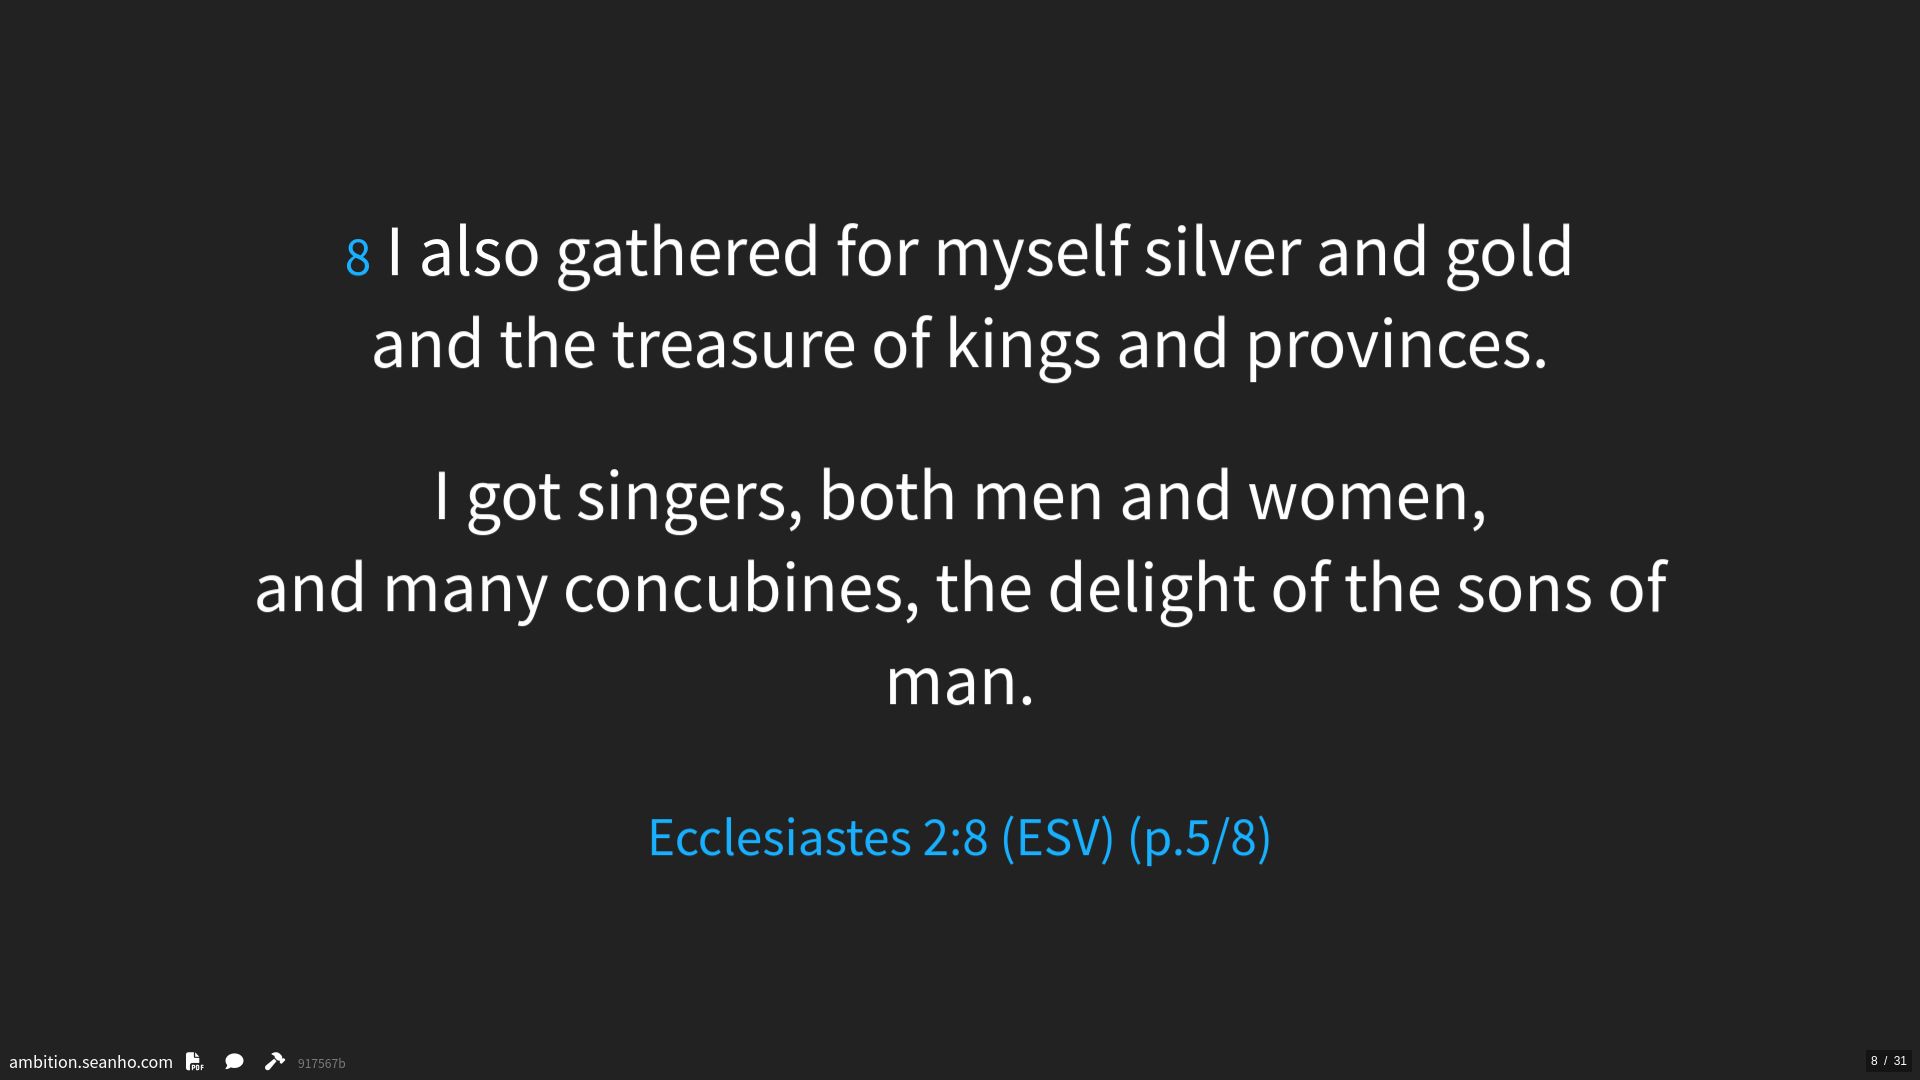 8 I also gathered for myself silver and gold
and the treasure of kings and provinces.
I got singers, both men and women,
and many concubines, the delight of the sons of
man.
Ecclesiastes 2:8 (ESV) (p.5/8)
ambition.seanho.com PDF 917567b
8 / 31